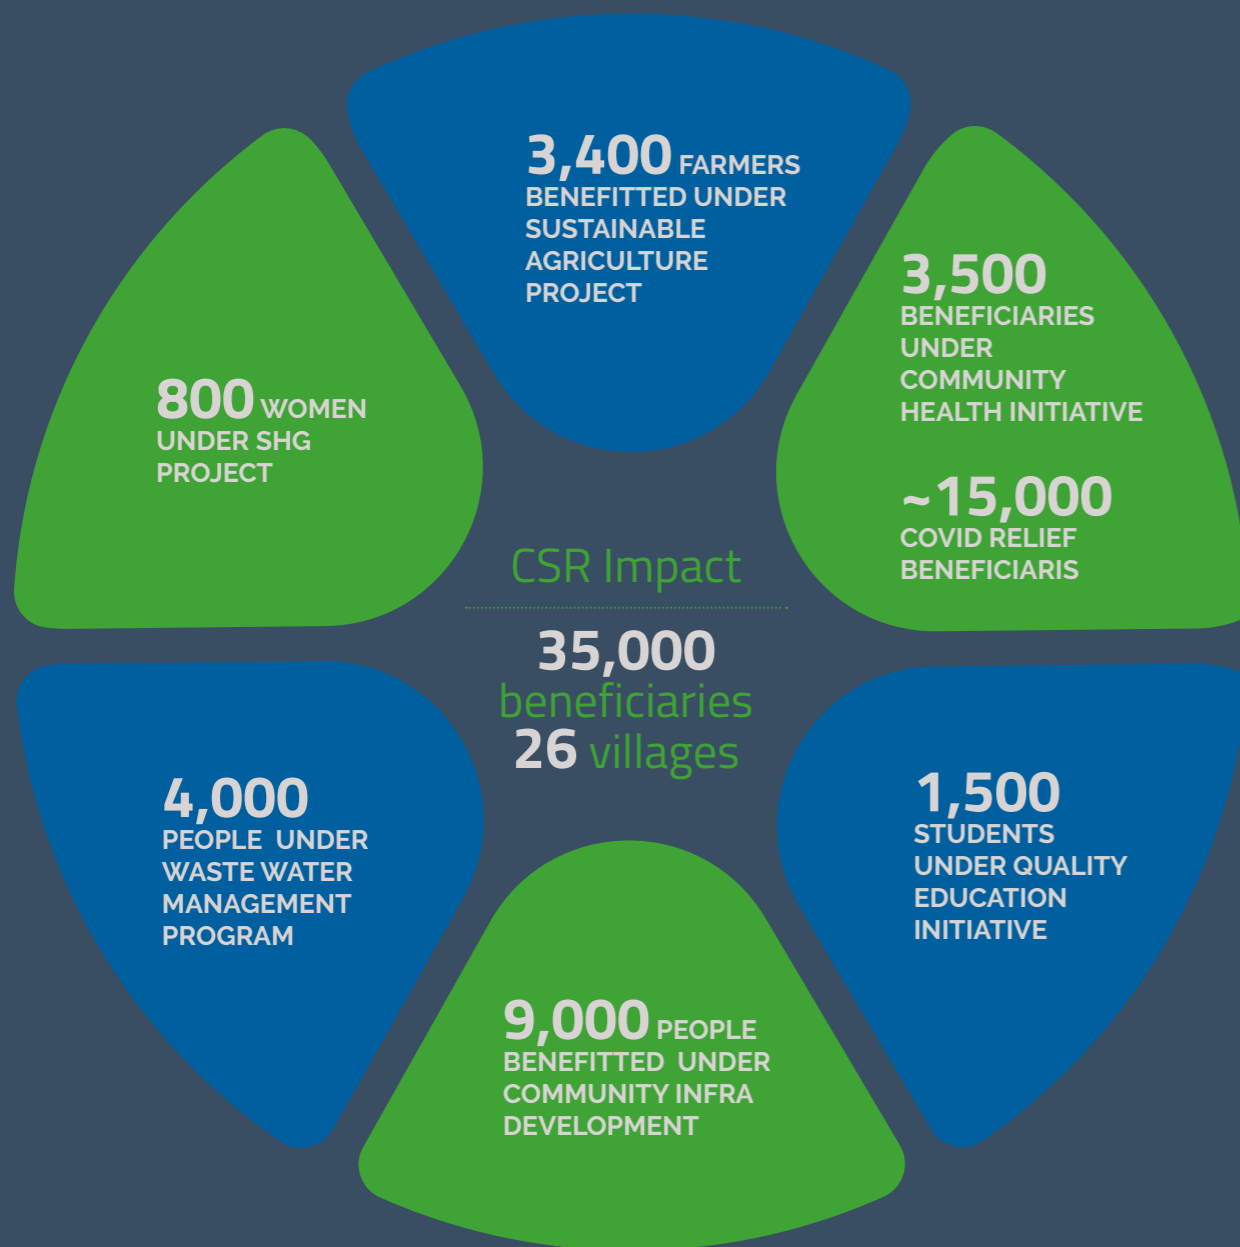 3,400 FARMERS
BENEFITTED UNDER
SUSTAINABLE
AGRICULTURE
PROJECT
3,500
BENEFICIARIES
UNDER
COMMUNITY
HEALTH INITIATIVE
~15,000
COVID RELIEF
BENEFICIARIS
800 WOMEN
UNDER SHG
PROJECT
CSR Impact
35,000
beneficiaries
26 villages
4,000
PEOPLE UNDER
WASTE WATER
MANAGEMENT
PROGRAM
1,500
STUDENTS
UNDER QUALITY
EDUCATION
INITIATIVE
9,000 PEOPLE
BENEFITTED UNDER
COMMUNITY INFRA
DEVELOPMENT